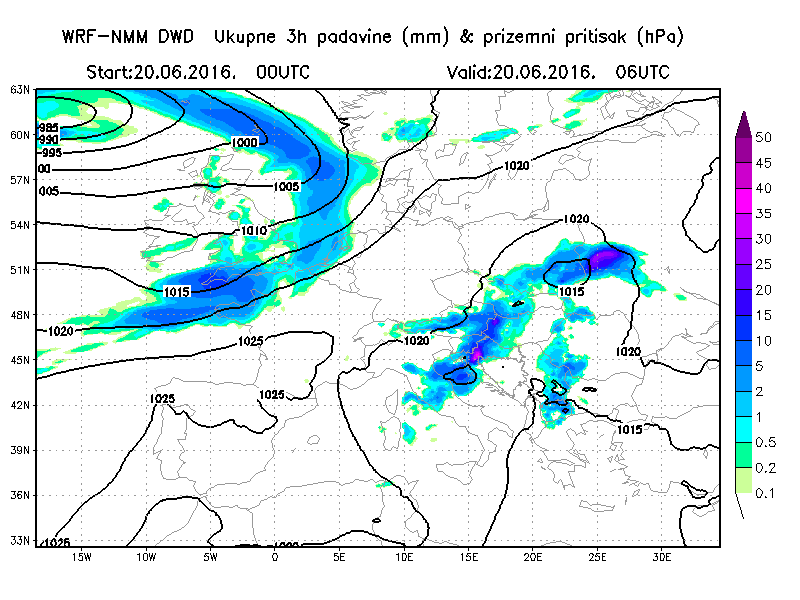 WRF-NMM DWD Ukupne 3h padavine (mm) & prizemni pritisak (hPa)
Start:20.06.2016. 00UTC Valid:20.06.2016. 06UTC
63N
985
990
60N
1000
50
995
45
1020
00
57N
1005
40
005
35
1020
54N
1010
30
25
51N
1015
1015
20
48N
15
1020
1025
1020
10
1020
45N
5
1025
1025
2
42N
1
1015
39N
0.5
0.2
36N
0.1
33N
1025
15W 10W 5W 0 5E 10E 15E 20E 25E 30E